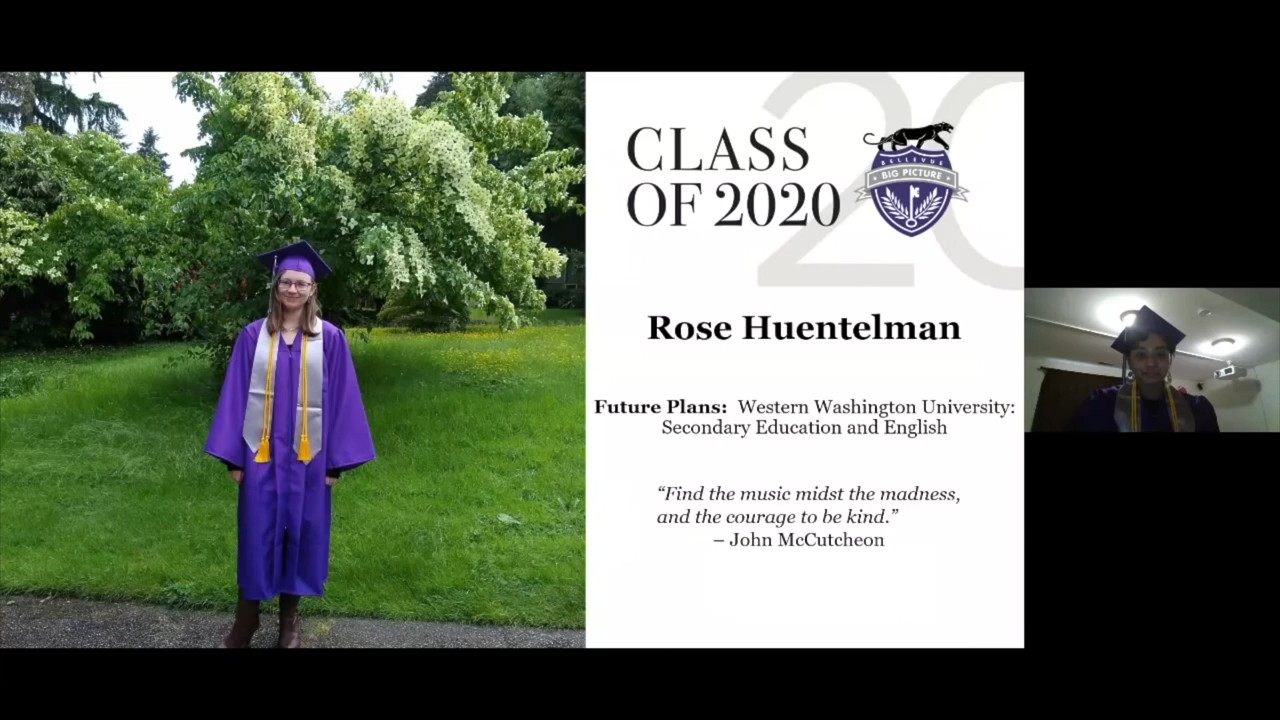 CLASS
OF 2020
BELLEVUE
BIG PICTURE
20
Rose Huentelman
Future Plans: Western Washington University:
Secondary Education and English
“Find the music midst the madness,
and the courage to be kind.”
– John McCutcheon